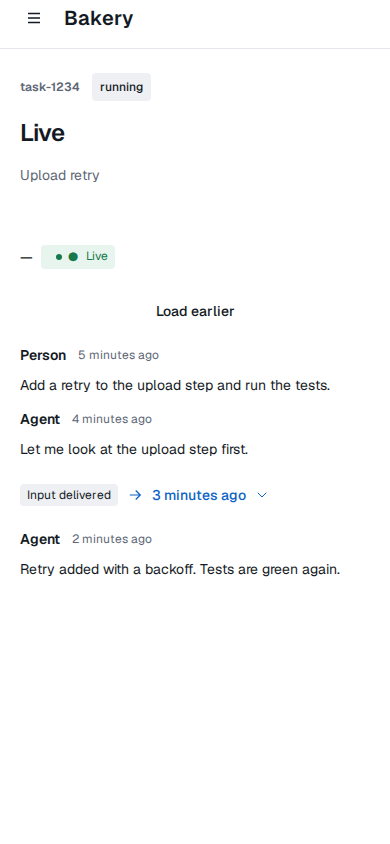 Bakery
task-1234 running
Live
Upload retry
— Live
Load earlier
Person 5 minutes ago
Add a retry to the upload step and run the tests.
Agent 4 minutes ago
Let me look at the upload step first.
Input delivered → 3 minutes ago
Agent 2 minutes ago
Retry added with a backoff. Tests are green again.